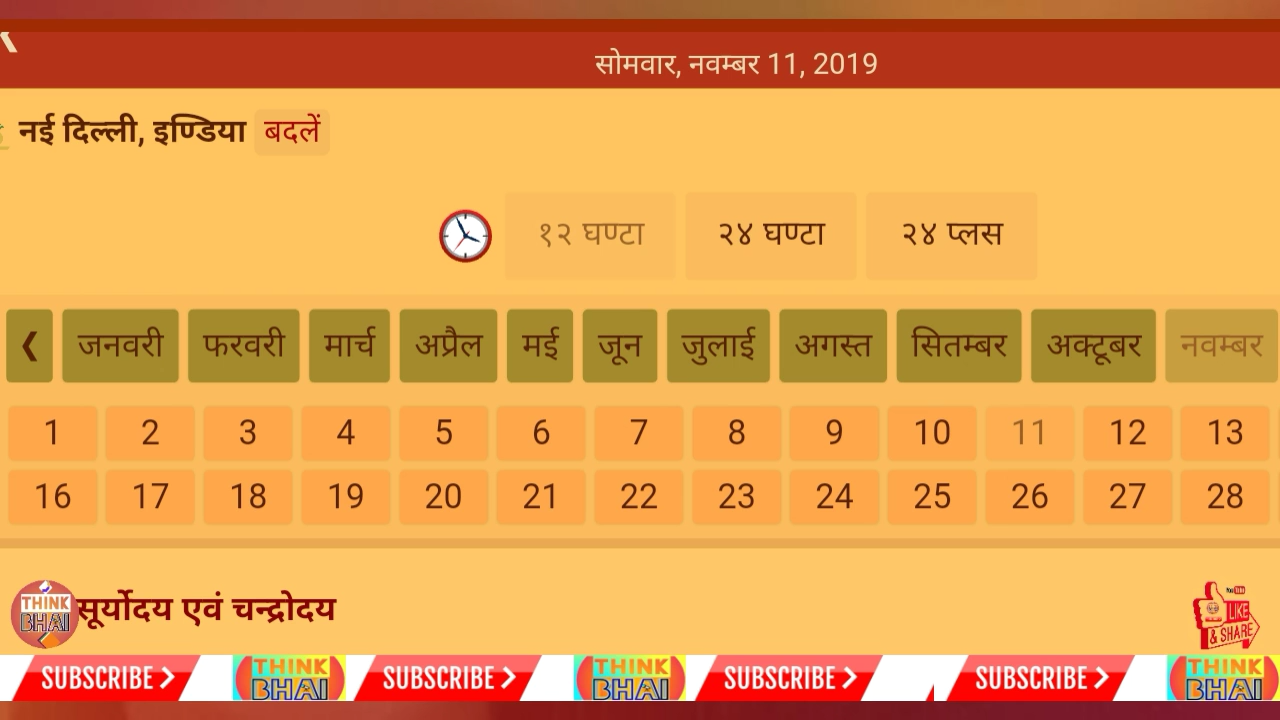 सोमवार, नवम्बर 11, 2019
नई दिल्ली, इण्डिया बदलें
१२ घण्टा २४ घण्टा २४ प्लस
❮ जनवरी फरवरी मार्च अप्रैल मई जून जुलाई अगस्त सितम्बर अक्टूबर नवम्बर
1 2 3 4 5 6 7 8 9 10 11 12 13
16 17 18 19 20 21 22 23 24 25 26 27 28
THINK BHAI
सूर्योदय एवं चन्द्रोदय
YouTube
LIKE & SHARE
SUBSCRIBE THINK BHAI SUBSCRIBE THINK BHAI SUBSCRIBE SUBSCRIBE THINK BHAI